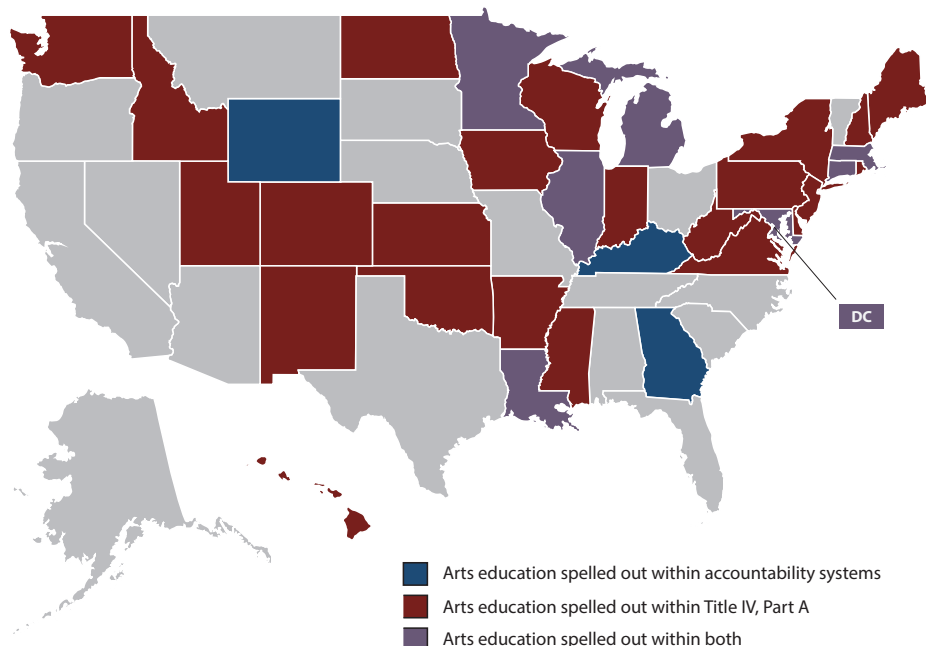 DC
Arts education spelled out within accountability systems
Arts education spelled out within Title IV, Part A
Arts education spelled out within both